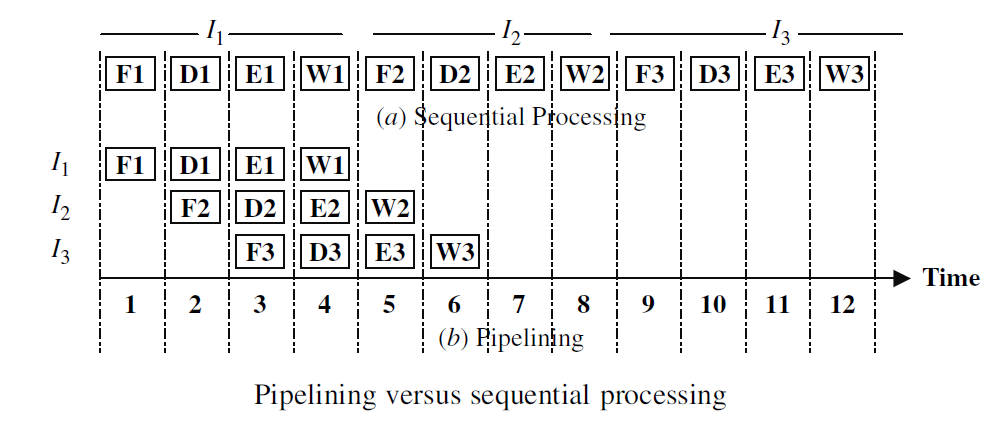 I1 I2 I3
F1 D1 E1 W1 F2 D2 E2 W2 F3 D3 E3 W3
(a) Sequential Processing
I1 F1 D1 E1 W1
I2 F2 D2 E2 W2
I3 F3 D3 E3 W3
Time
1 2 3 4 5 6 7 8 9 10 11 12
(b) Pipelining
Pipelining versus sequential processing